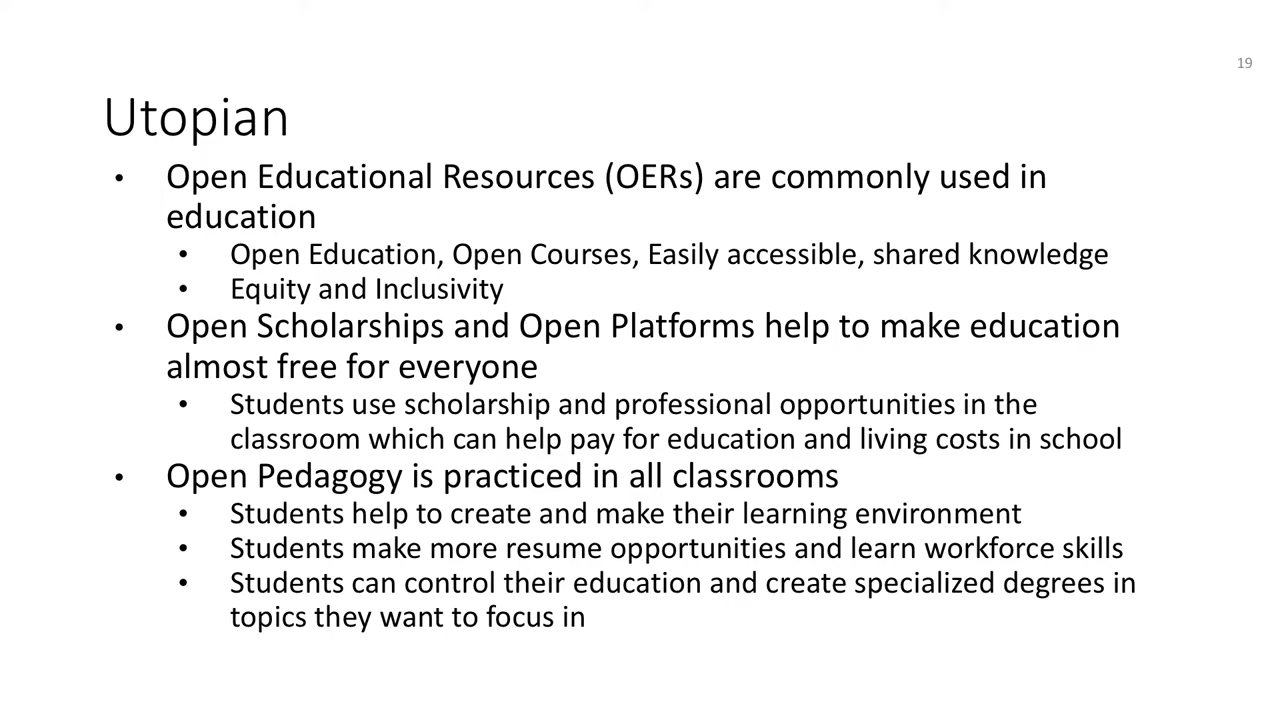 19
Utopian
• Open Educational Resources (OERs) are commonly used in
education
• Open Education, Open Courses, Easily accessible, shared knowledge
• Equity and Inclusivity
• Open Scholarships and Open Platforms help to make education
almost free for everyone
• Students use scholarship and professional opportunities in the
classroom which can help pay for education and living costs in school
• Open Pedagogy is practiced in all classrooms
• Students help to create and make their learning environment
• Students make more resume opportunities and learn workforce skills
• Students can control their education and create specialized degrees in
topics they want to focus in